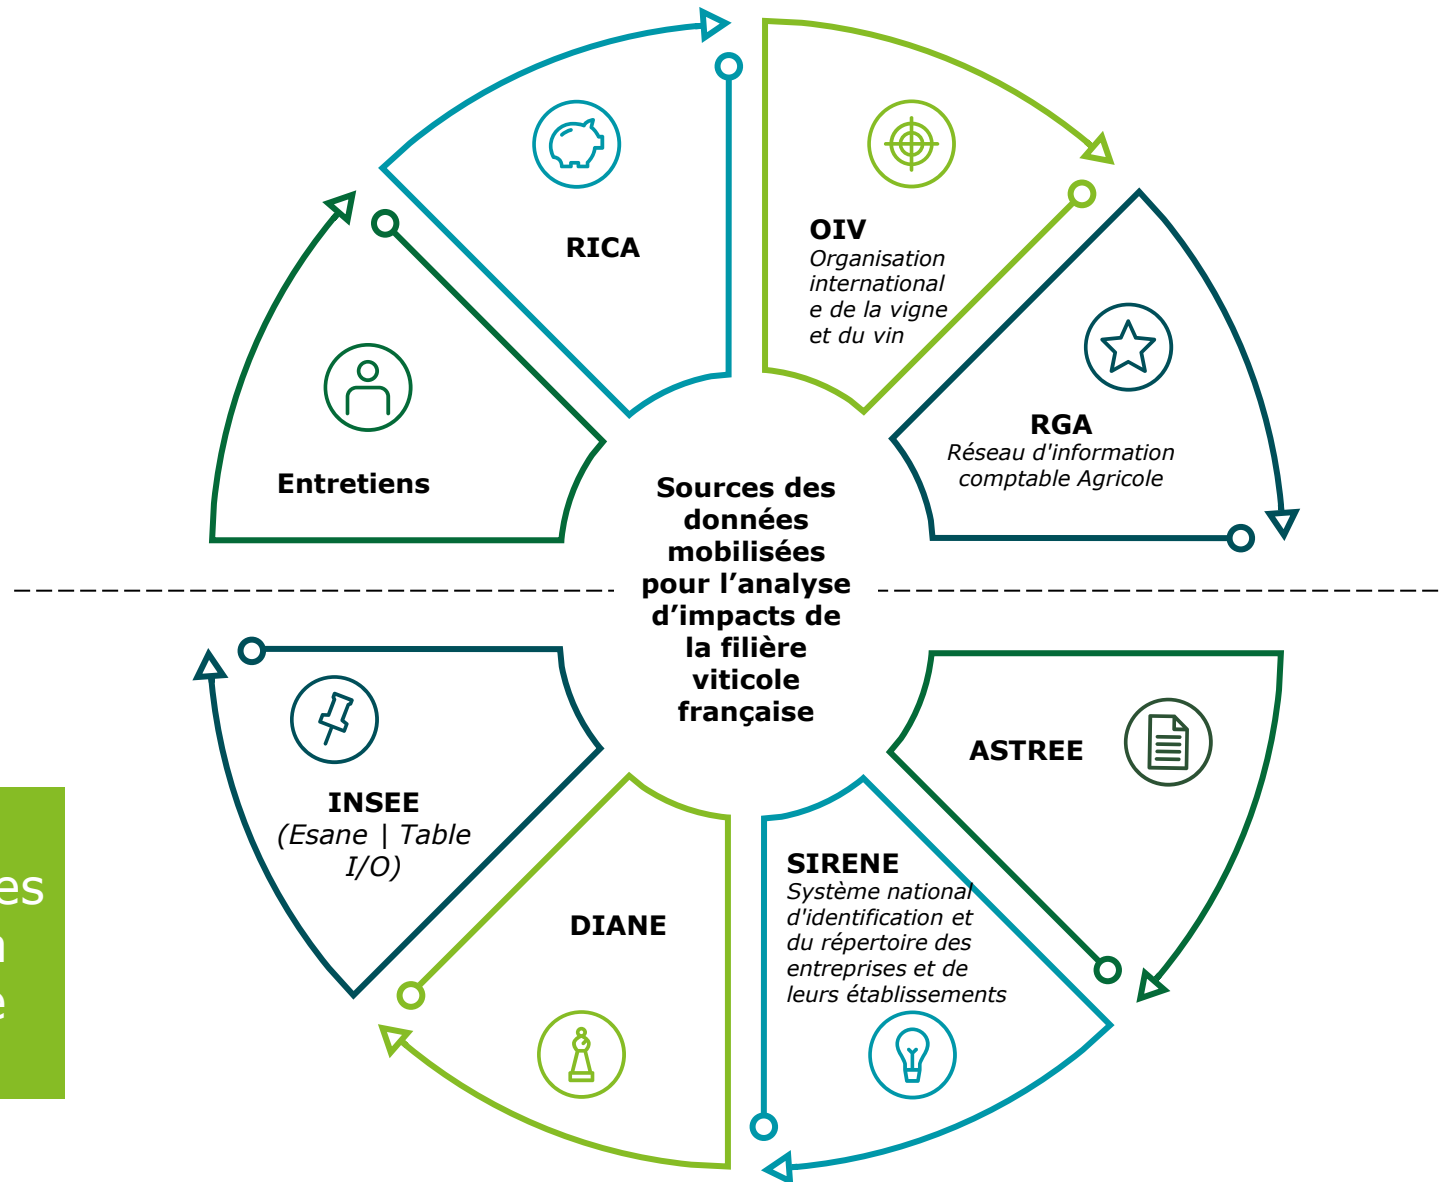 RICA
OIV
Organisation
international
e de la vigne
et du vin
RGA
Réseau d'information
comptable Agricole
Entretiens
Sources des
données
mobilisées
pour l’analyse
d’impacts de
la filière
viticole
française
ASTREE
INSEE
(Esane | Table
I/O)
SIRENE
Système national
d'identification et
du répertoire des
entreprises et de
leurs établissements
DIANE